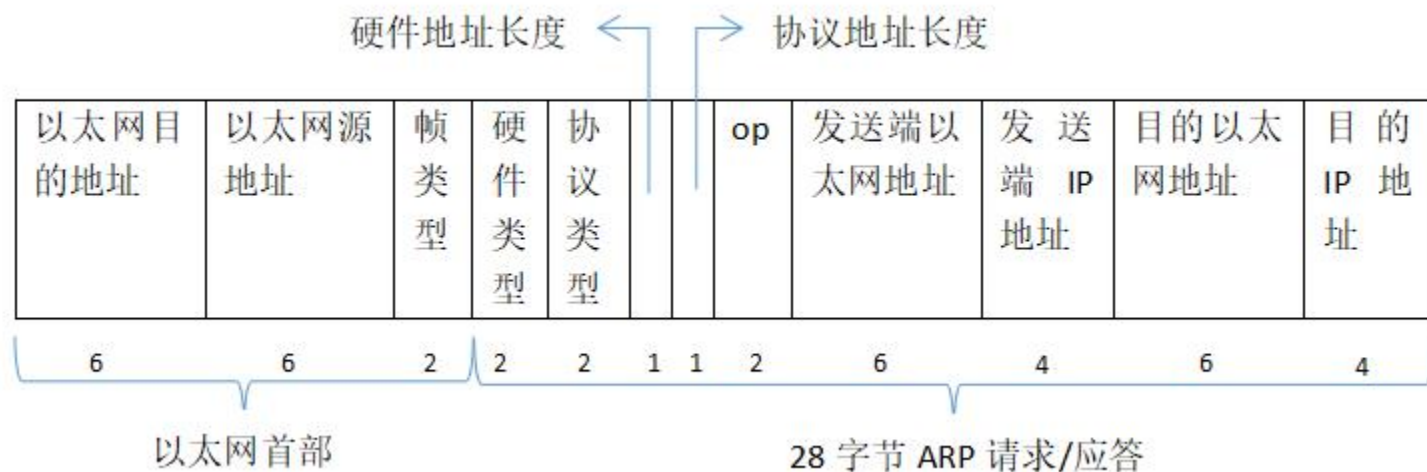 硬件地址长度 协议地址长度
以太网目
的地址
以太网源
地址
帧
类
型
硬
件
类
型
协
议
类
型
op
发送端以
太网地址
发送
端 IP
地址
目的以太
网地址
目的
IP 地
址
6 6 2 2 2 1 1 2 6 4 6 4
以太网首部 28 字节 ARP 请求/应答